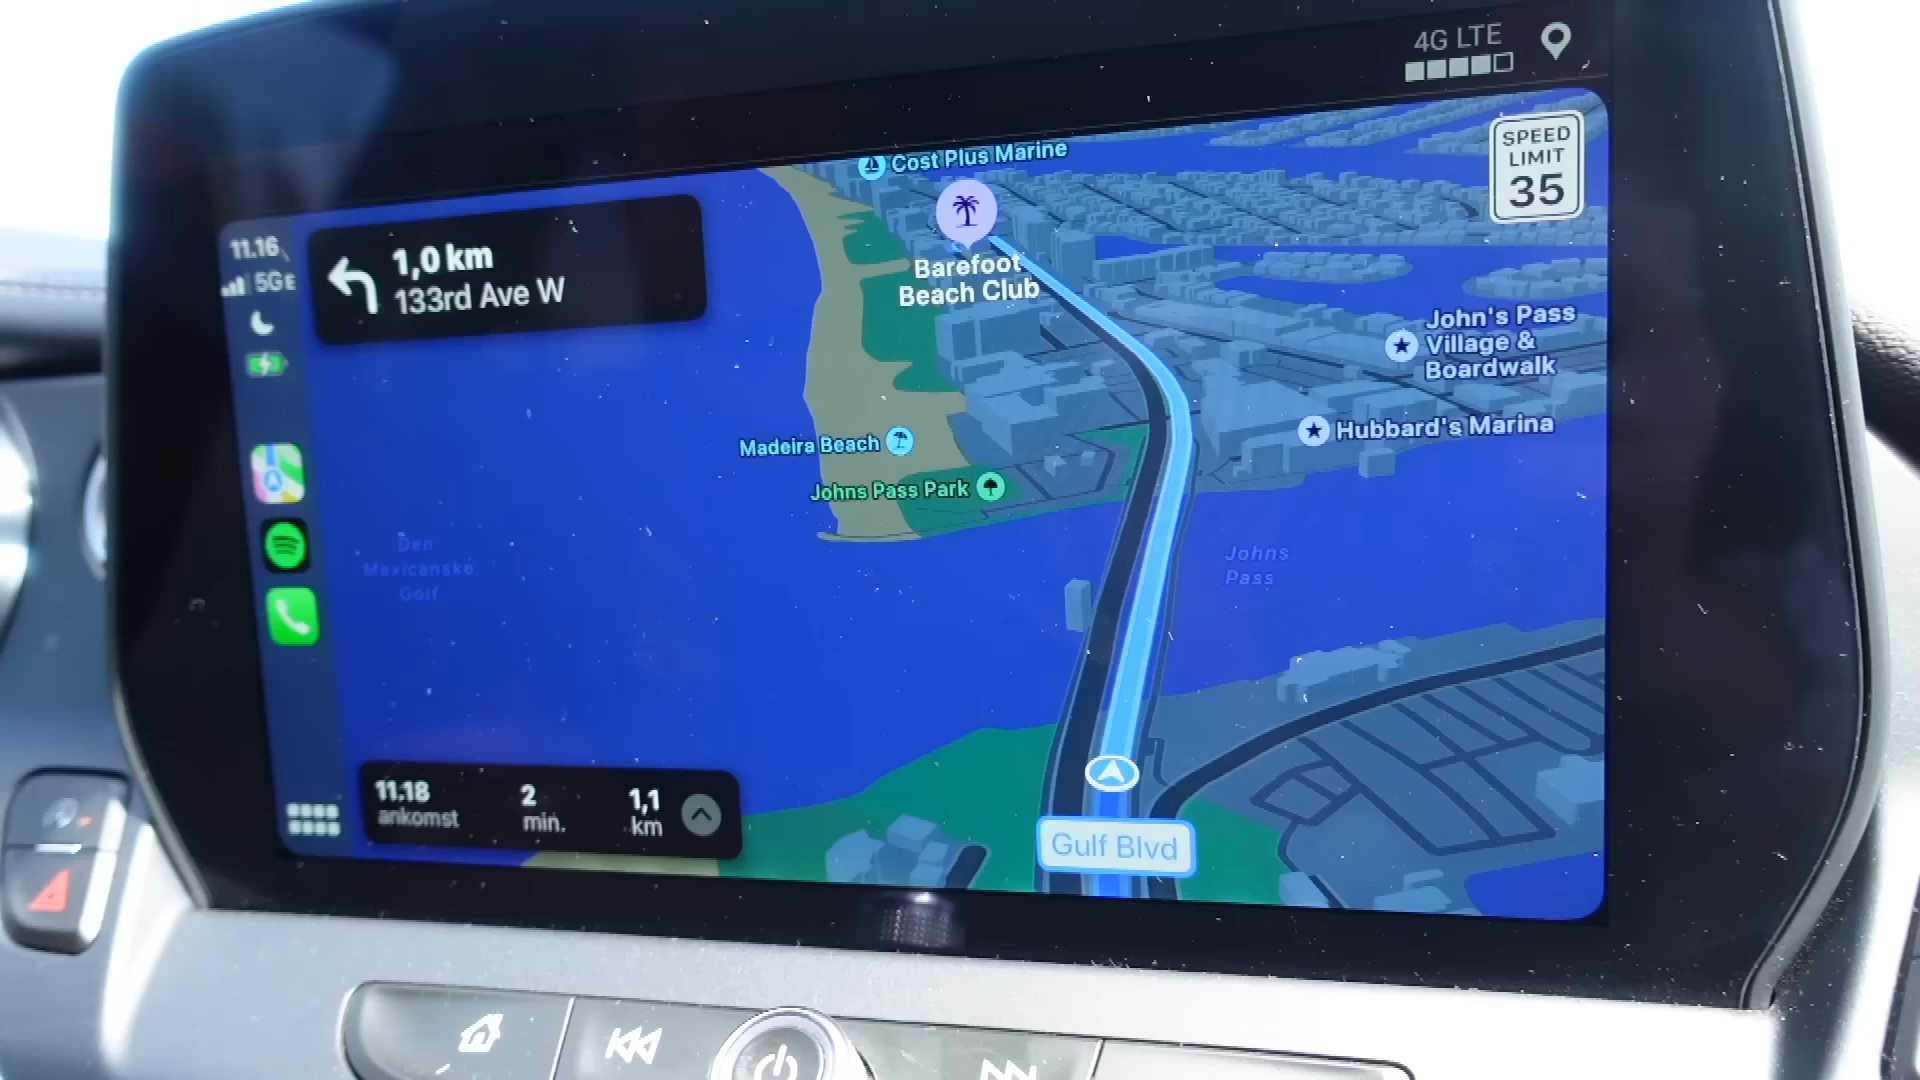 4G LTE
11.16
5GE
1,0 km
133rd Ave W
SPEED
LIMIT
35
Cost Plus Marine
Barefoot
Beach Club
John's Pass
Village &
Boardwalk
Hubbard's Marina
Madeira Beach
Johns Pass Park
Den
Mexicanske
Golf
Johns
Pass
11.18
ankomst
2
min.
1,1
km
Gulf Blvd